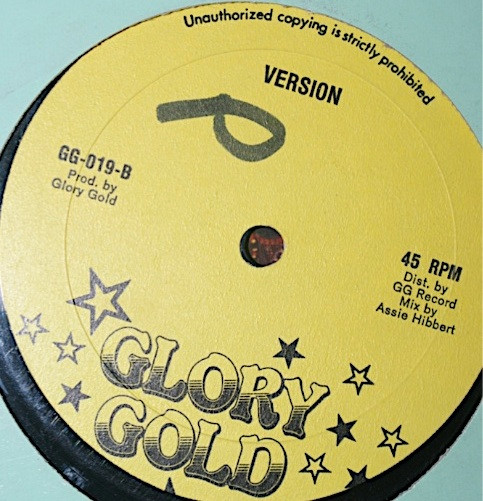 Unauthorized copying is strictly prohibited
VERSION
GG-019-B
Prod. by
Glory Gold
45 RPM
Dist. by
GG Record
Mix by
Assie Hibbert
GLORY
GOLD